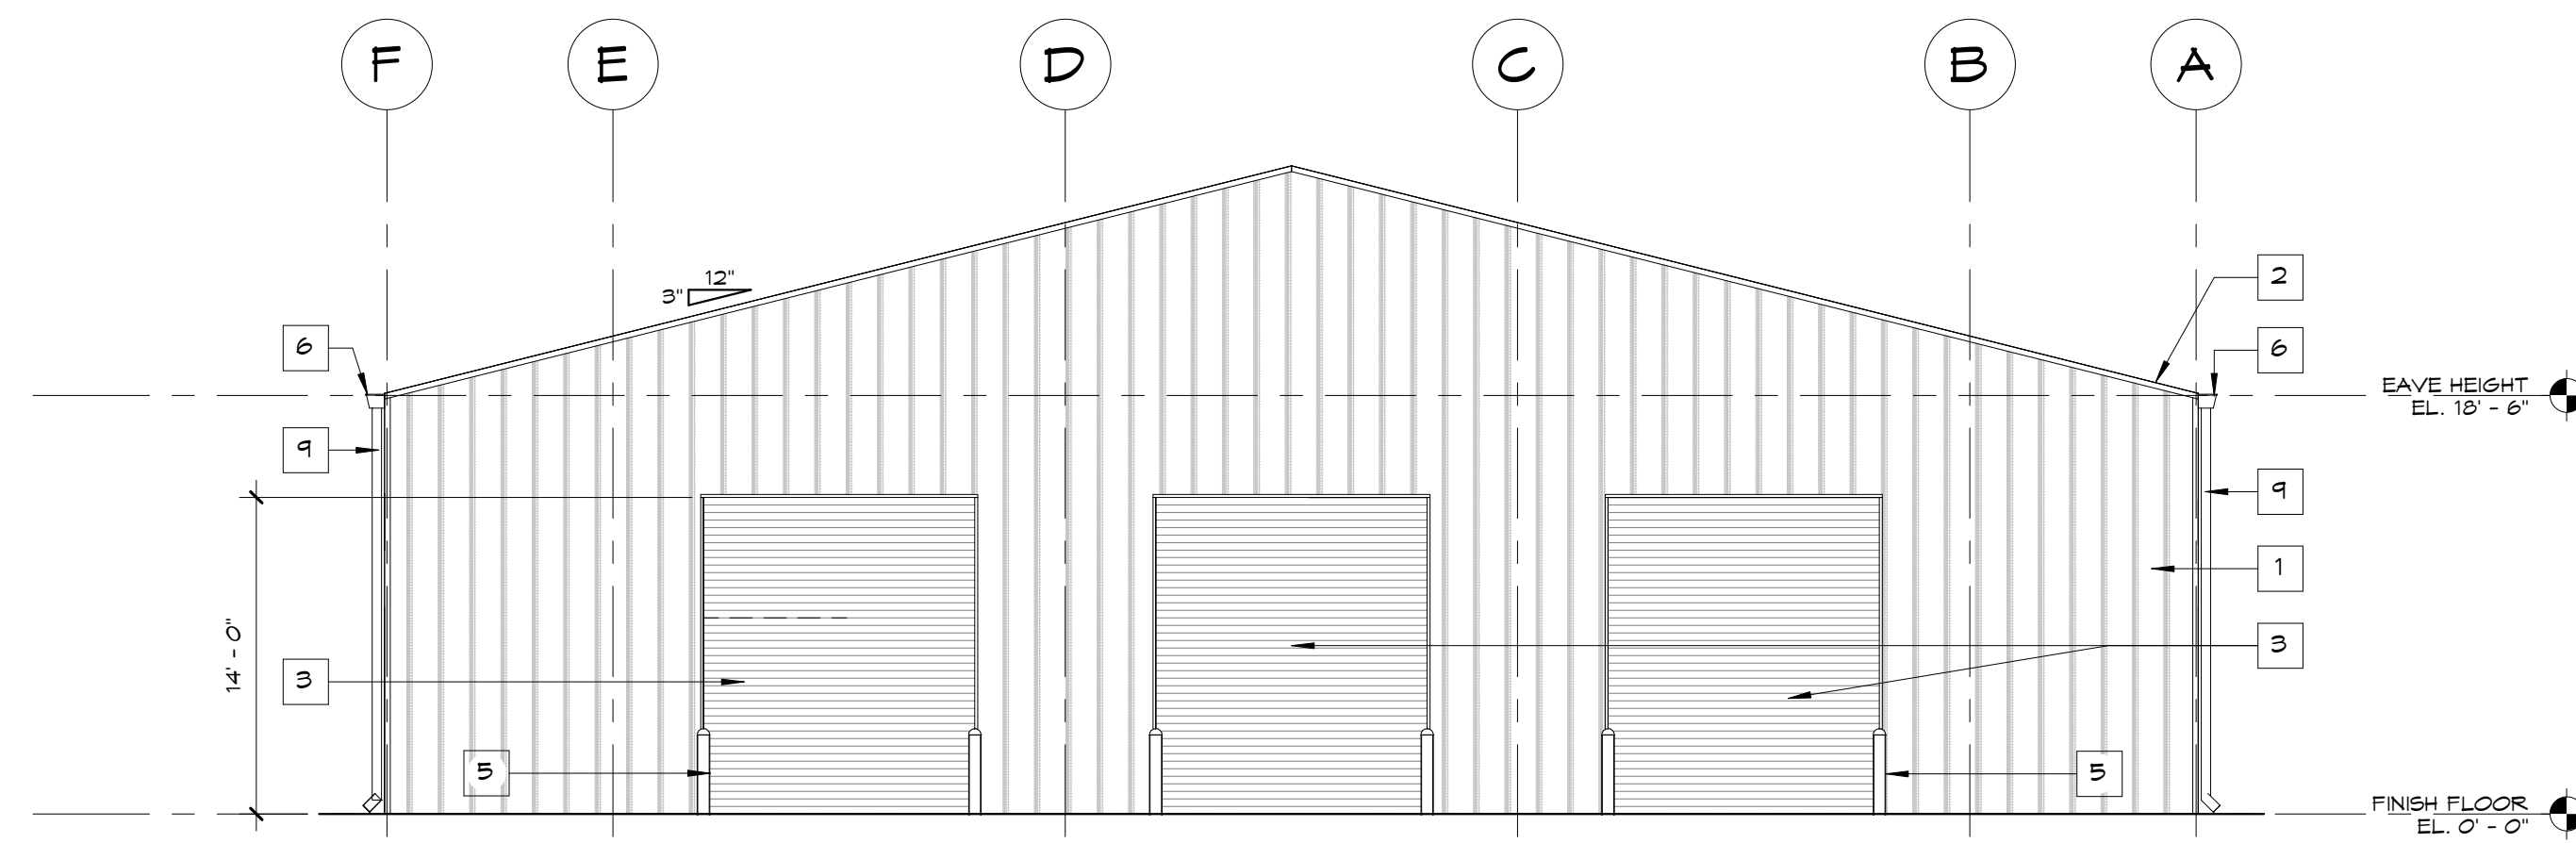 F E D C B A
12"
3"
2
6
6
EAVE HEIGHT
EL. 18' - 6"
9
9
1
14' - 0"
3
3
5
5
FINISH FLOOR
EL. 0' - 0"